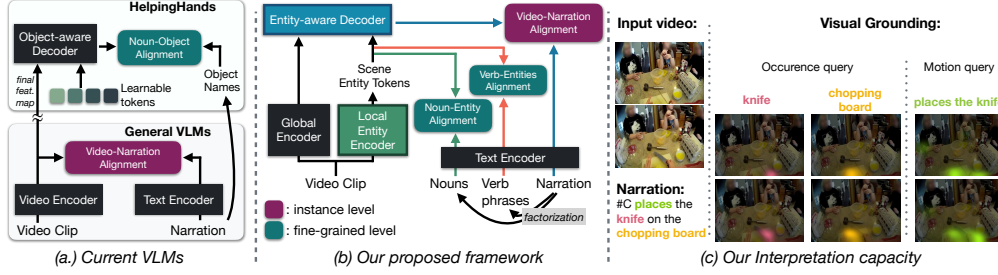 HelpingHands
Object-aware
Decoder
Noun-Object
Alignment
final
feat.
map
Learnable
tokens
Object
Names
General VLMs
Video-Narration
Alignment
Video Encoder
Text Encoder
Video Clip
Narration
(a.) Current VLMs
Entity-aware Decoder
Video-Narration
Alignment
Scene
Entity Tokens
Verb-Entities
Alignment
Noun-Entity
Alignment
Global
Encoder
Local
Entity
Encoder
Text Encoder
Video Clip
Nouns
Verb
phrases
Narration
factorization
: instance level
: fine-grained level
(b) Our proposed framework
Input video:
Visual Grounding:
Occurence query
Motion query
knife
chopping
board
places the knife
Narration:
#C places the
knife on the
chopping board
(c) Our Interpretation capacity